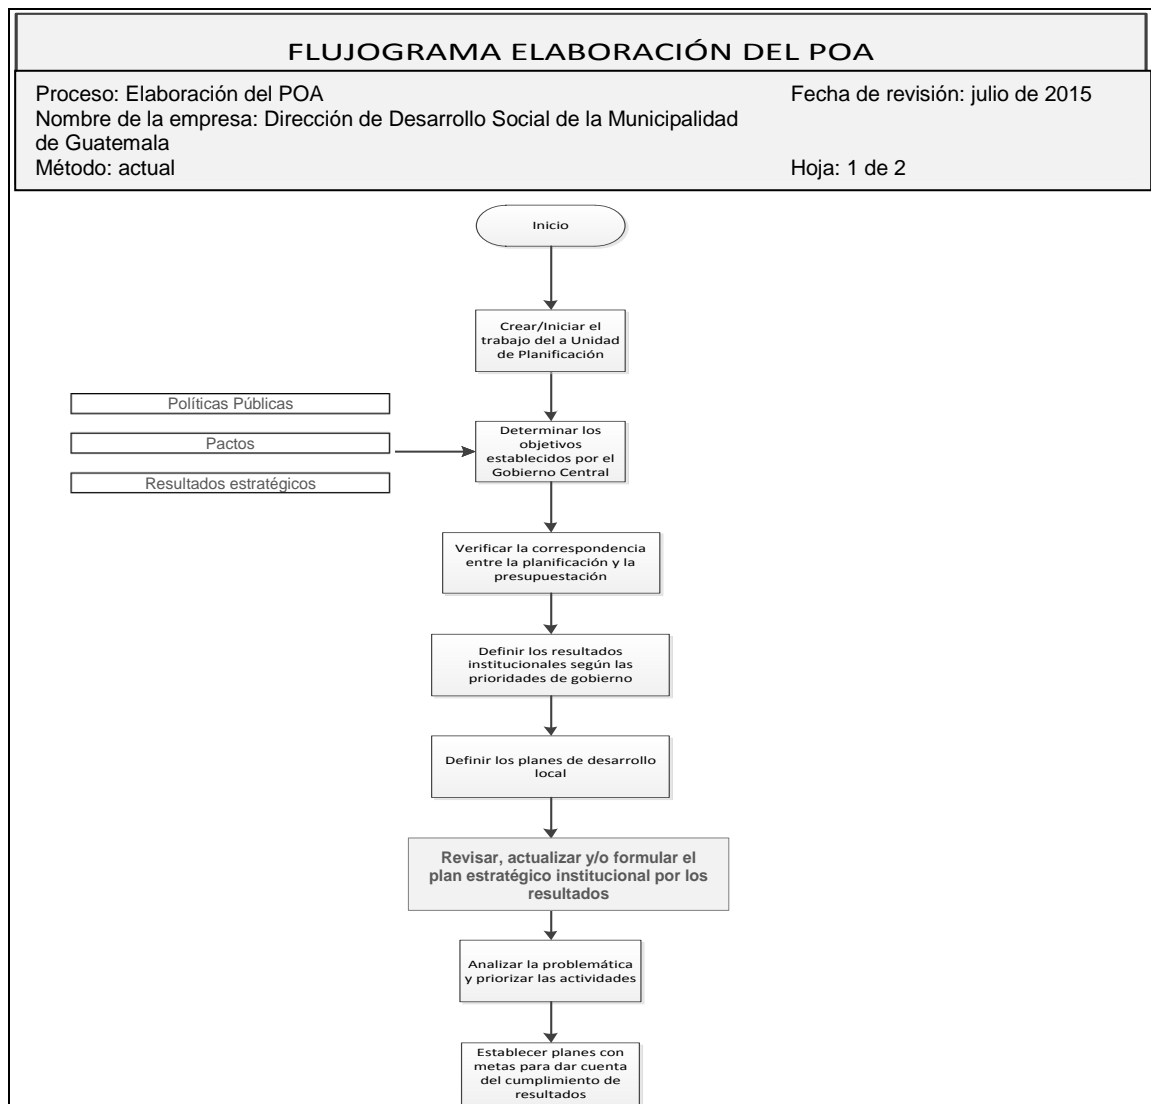 FLUJOGRAMA ELABORACIÓN DEL POA
Proceso: Elaboración del POA
Fecha de revisión: julio de 2015
Nombre de la empresa: Dirección de Desarrollo Social de la Municipalidad
de Guatemala
Método: actual
Hoja: 1 de 2
Inicio
Crear/Iniciar el
trabajo del a Unidad
de Planificación
Políticas Públicas
Pactos
Resultados estratégicos
Determinar los
objetivos
establecidos por el
Gobierno Central
Verificar la correspondencia
entre la planificación y la
presupuestación
Definir los resultados
institucionales según las
prioridades de gobierno
Definir los planes de desarrollo
local
Revisar, actualizar y/o formular el
plan estratégico institucional por los
resultados
Analizar la problemática
y priorizar las actividades
Establecer planes con
metas para dar cuenta
del cumplimiento de
resultados